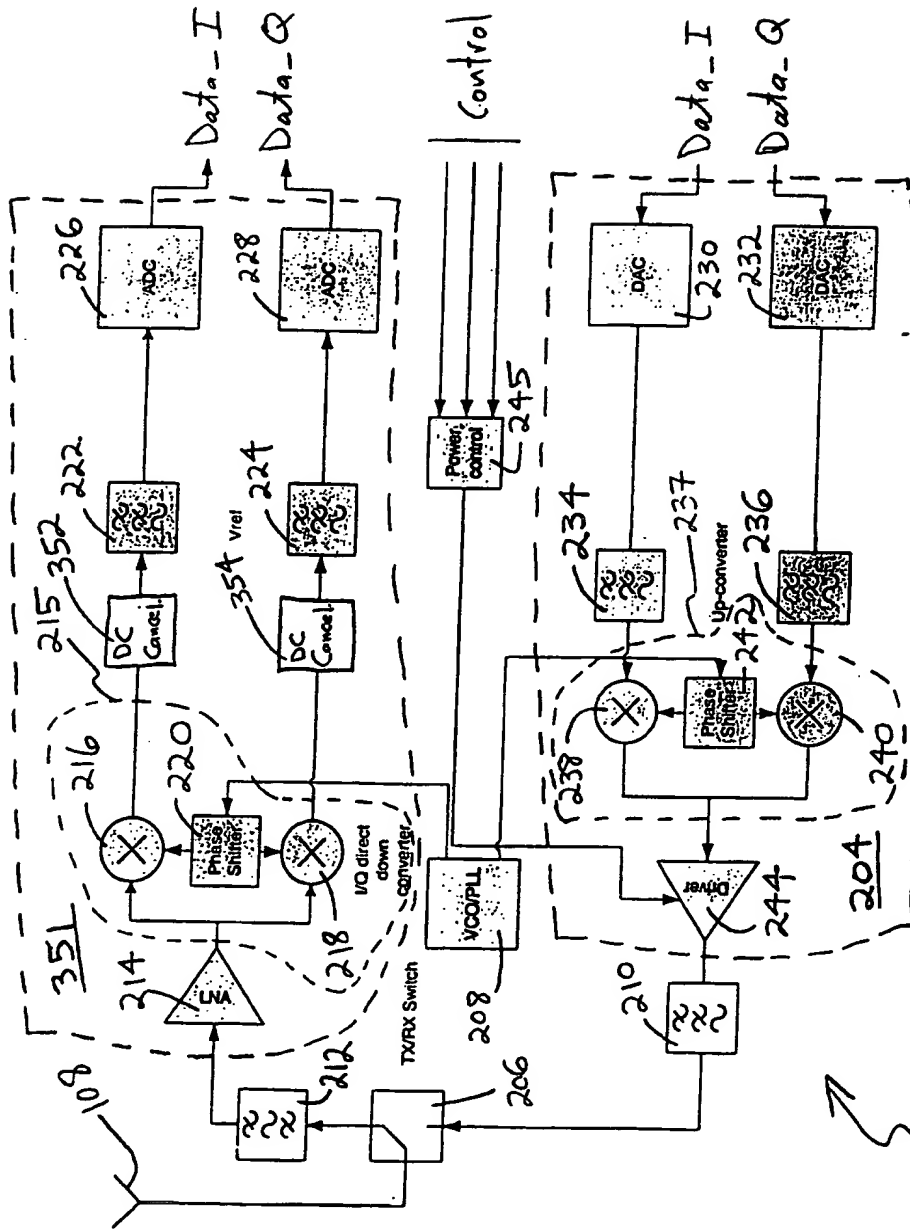 108
351
214
LNA
212
TX/RX Switch
206
216
215
220
Phase
Shifter
218
I/Q direct
down
converter
352
DC
Cancel.
222
226
ADC
Data_I
354
Vref
DC
Cancel.
224
228
ADC
Data_Q
VCO/PLL
208
Power
control
245
Control
210
Driver
244
204
238
Phase
Shifter
242
240
Up-converter
237
234
236
DAC
230
Data_I
DAC
232
Data_Q